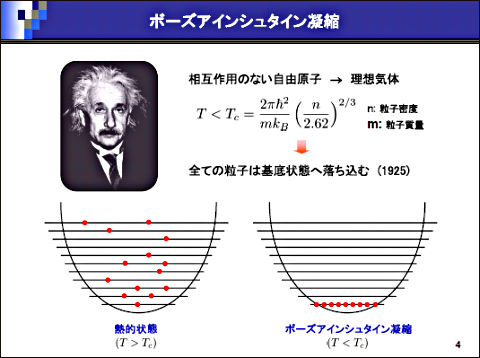 ボーズアインシュタイン凝縮
相互作用のない自由原子 → 理想気体
T < T_c = \frac{2\pi\hbar^2}{mk_B} \left( \frac{n}{2.62} \right)^{2/3}
n: 粒子密度
m: 粒子質量
全ての粒子は基底状態へ落ち込む (1925)
熱的状態
(T > T_c)
ボーズアインシュタイン凝縮
(T < T_c)
4